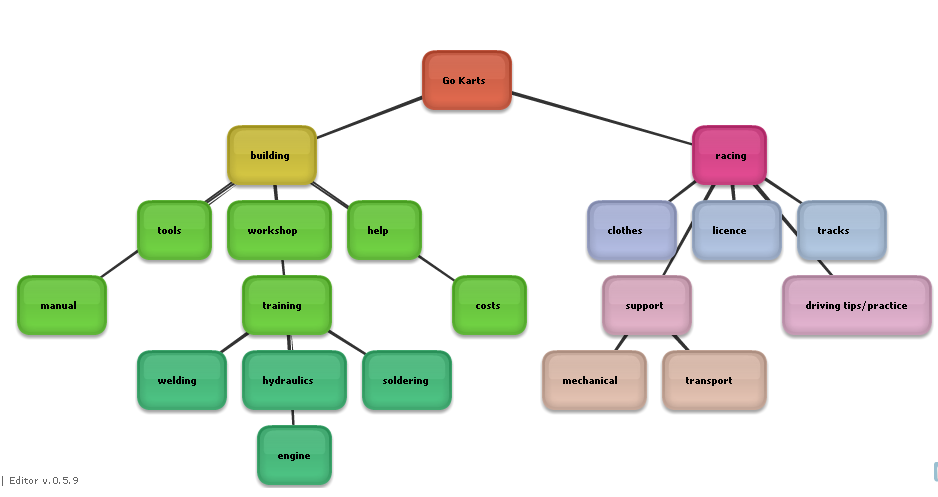 Go Karts
building
racing
tools
workshop
help
clothes
licence
tracks
manual
training
costs
support
driving tips/practice
welding
hydraulics
soldering
mechanical
transport
engine
| Editor v.0.5.9